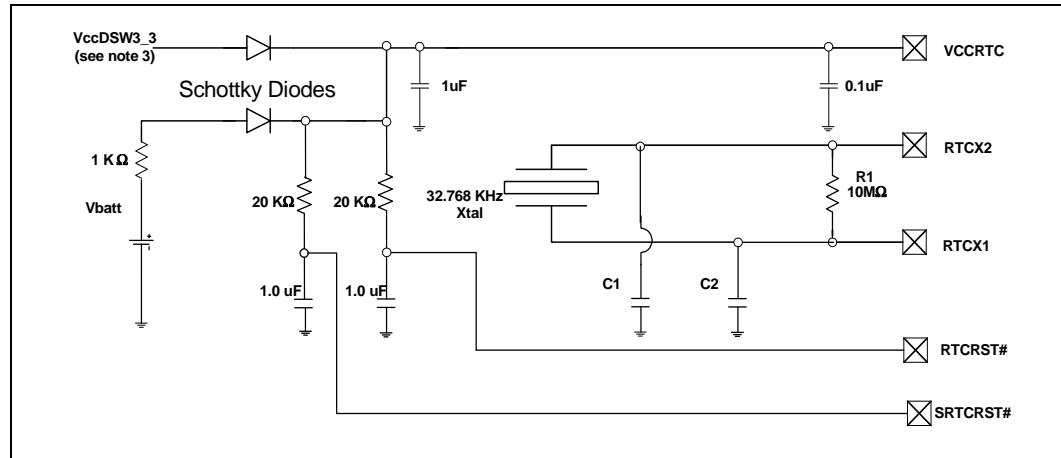 VccDSW3_3
(see note 3)
VCCRTC
1uF
0.1uF
Schottky Diodes
1 KΩ
RTCX2
R1
10MΩ
20 KΩ
20 KΩ
32.768 KHz
Xtal
Vbatt
+
-
RTCX1
1.0 uF
1.0 uF
C1
C2
RTCRST#
SRTCRST#